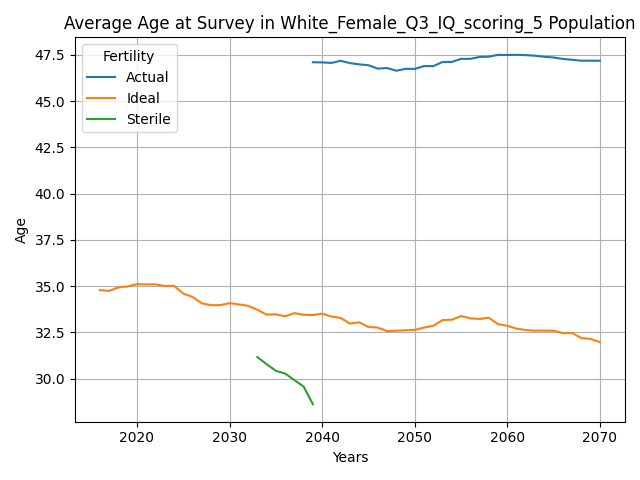 Average Age at Survey in White_Female_Q3_IQ_scoring_5 Population
Fertility
Actual
Ideal
Sterile
47.5
45.0
42.5
40.0
37.5
35.0
32.5
30.0
Age
2020
2030
2040
2050
2060
2070
Years